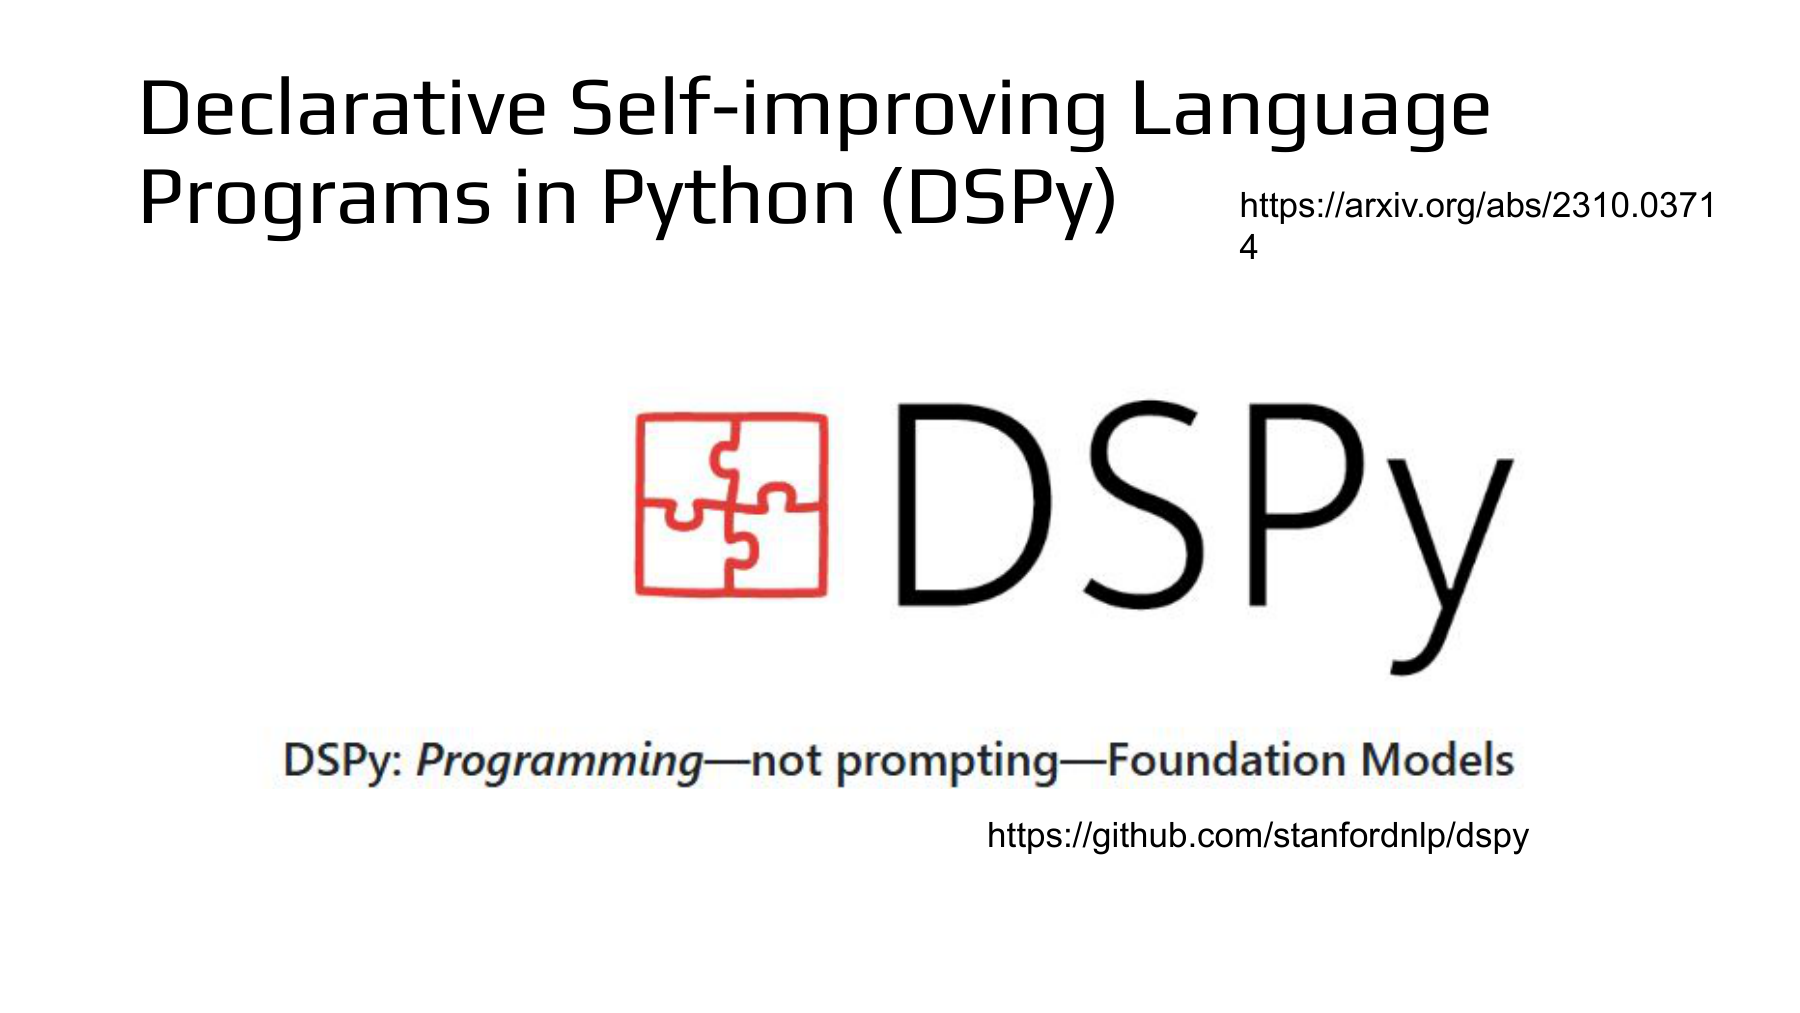 Declarative Self-improving Language
Programs in Python (DSPy)
https://arxiv.org/abs/2310.0371
4
DSPy
DSPy: Programming—not prompting—Foundation Models
https://github.com/stanfordnlp/dspy